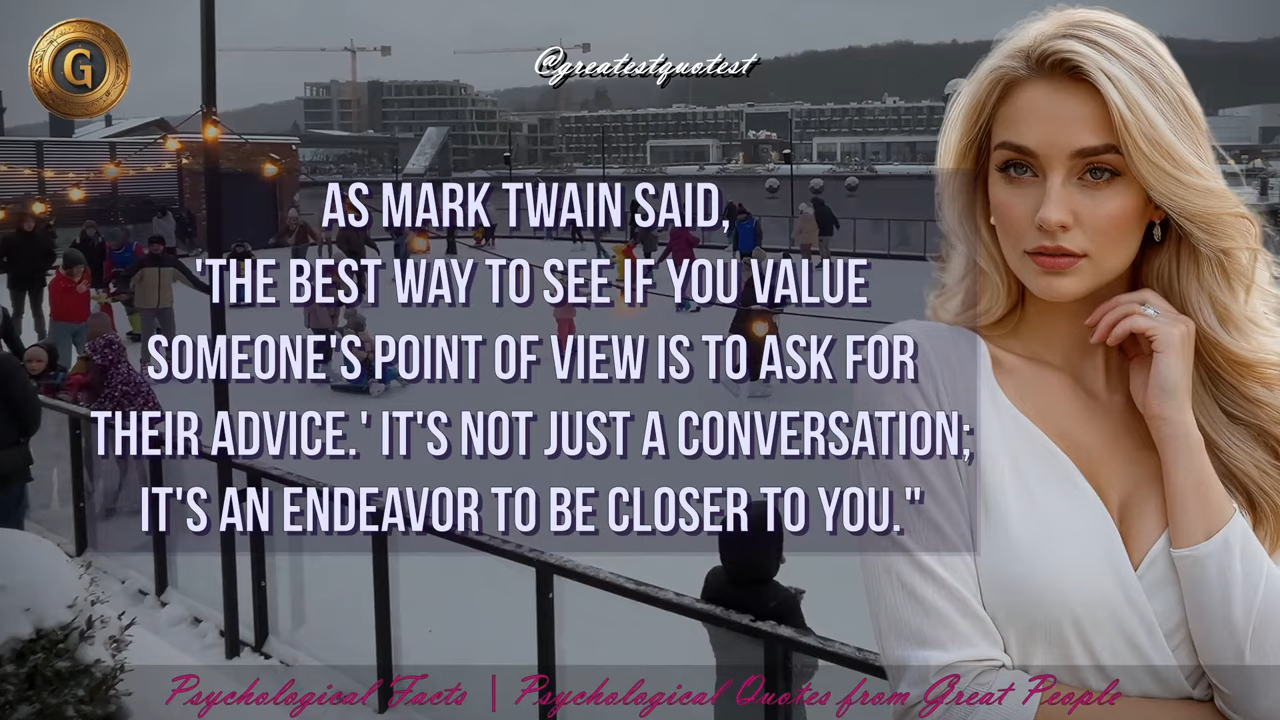 G
@greatestquotest
AS MARK TWAIN SAID,
'THE BEST WAY TO SEE IF YOU VALUE
SOMEONE'S POINT OF VIEW IS TO ASK FOR
THEIR ADVICE.' IT'S NOT JUST A CONVERSATION;
IT'S AN ENDEAVOR TO BE CLOSER TO YOU."
Psychological Facts | Psychological Quotes from Great People